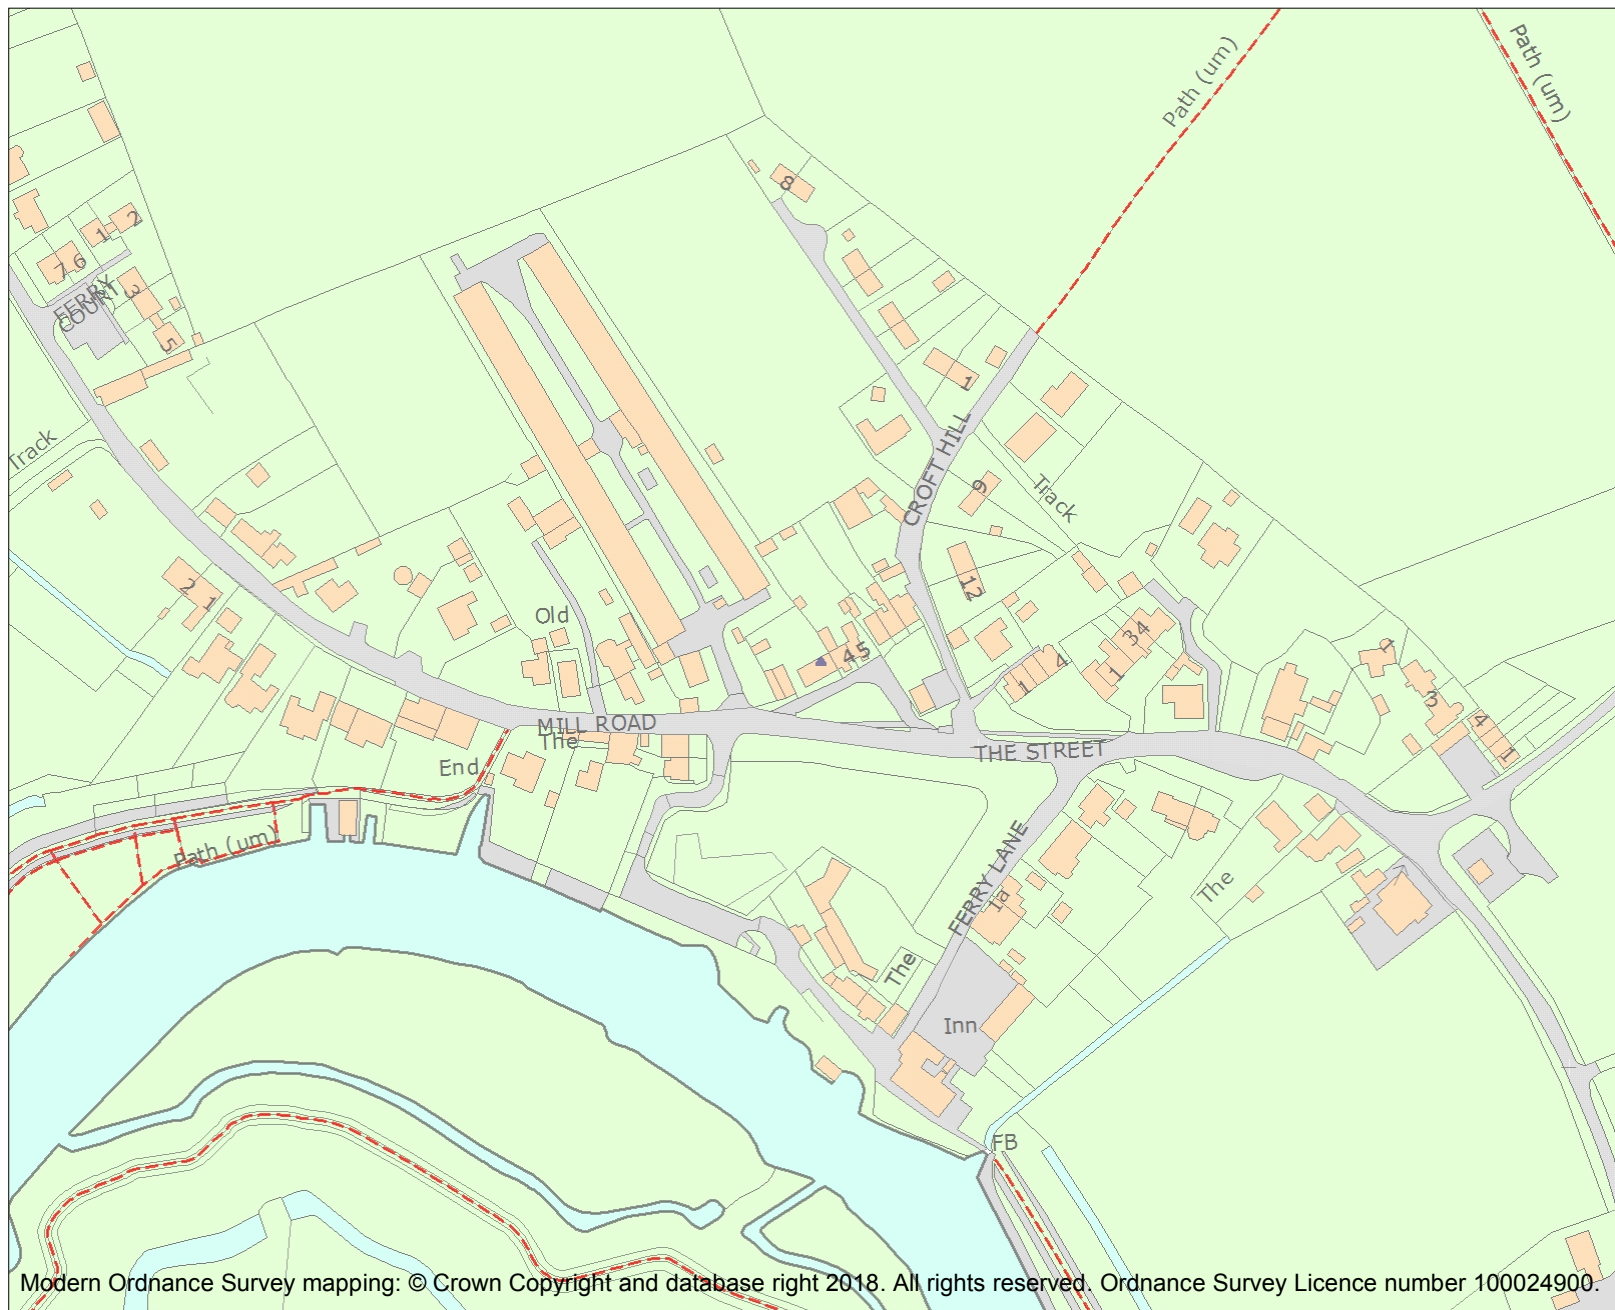 Path (um)
Path (um)
8
2
1
7 6
FERRY
COURT
3
5
1
CROFT HILL
Track
9
Track
12
2
1
Old
3 4
4 5
1
4
1
1
3
4
1
MILL ROAD
The
THE STREET
End
Path (um)
FERRY LANE
1a
The
The
Inn
FB
Modern Ordnance Survey mapping: © Crown Copyright and database right 2018. All rights reserved. Ordnance Survey Licence number 100024900.